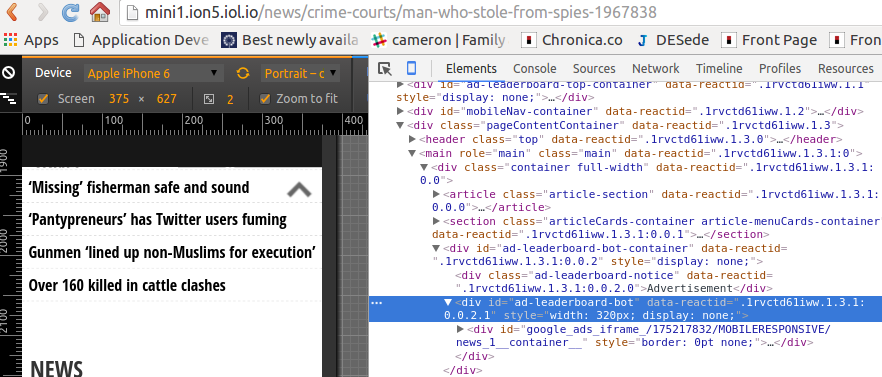 mini1.ion5.iol.io/news/crime-courts/man-who-stole-from-spies-1967838
Apps Development Best newly availa cameron | Family Chronica.co DESede Front Page Fron
Device Apple iPhone 6 Portrait – c
Screen 375 × 627 2 Zoom to fit
0 100 200 300 400
1900
2000
2100
‘Missing’ fisherman safe and sound
‘Pantypreneurs’ has Twitter users fuming
Gunmen ‘lined up non-Muslims for execution’
Over 160 killed in cattle clashes
NEWS
Elements Console Sources Network Timeline Profiles Resources
<div id="ad-leaderboard-top-container" data-reactid=".1rvctd61iww.1.1"
style="display: none;">…</div>
<div id="mobileNav-container" data-reactid=".1rvctd61iww.1.2">…</div>
<div class="pageContentContainer" data-reactid=".1rvctd61iww.1.3">
<header class="top" data-reactid=".1rvctd61iww.1.3.0">…</header>
<main role="main" class="main" data-reactid=".1rvctd61iww.1.3.1:0">
<div class="container full-width" data-reactid=".1rvctd61iww.1.3.1:
0.0">
<article class="article-section" data-reactid=".1rvctd61iww.1.3.1:
0.0.0">…</article>
<section class="articleCards-container article-menuCards-container"
data-reactid=".1rvctd61iww.1.3.1:0.0.1">…</section>
<div id="ad-leaderboard-bot-container" data-reactid=
".1rvctd61iww.1.3.1:0.0.2" style="display: none;">
<div class="ad-leaderboard-notice" data-reactid=
".1rvctd61iww.1.3.1:0.0.2.0">Advertisement</div>
<div id="ad-leaderboard-bot" data-reactid=".1rvctd61iww.1.3.1:
0.0.2.1" style="width: 320px; display: none;">
<div id="google_ads_iframe_/175217832/MOBILERESPONSIVE/
news_1__container__" style="border: 0pt none;">…</div>
</div>
</div>